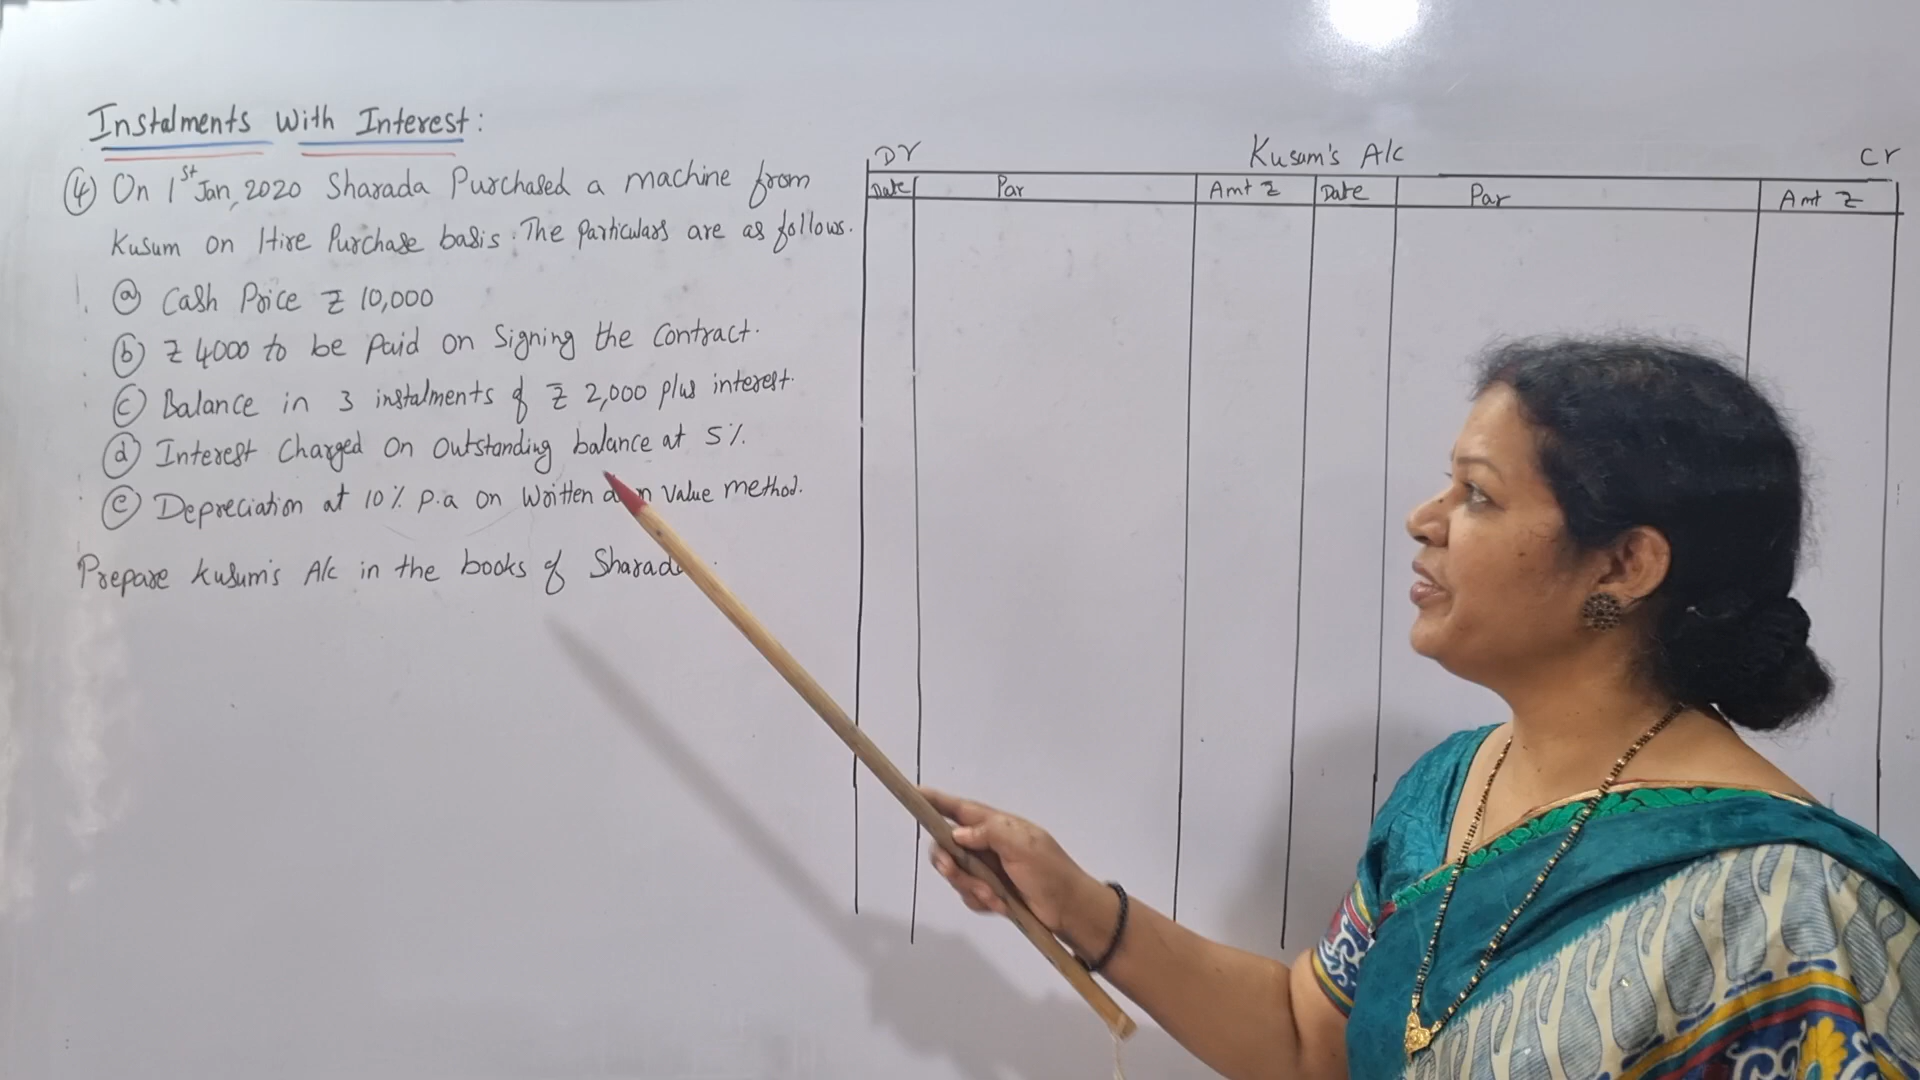 Instalments With Interest:
④ On 1st Jan, 2020 Sharada Purchased a machine from
Kusum on Hire Purchase basis. The particulars are as follows.
ⓐ Cash Price ₹ 10,000
ⓑ ₹ 4000 to be paid on Signing the Contract.
ⓒ Balance in 3 instalments of ₹ 2,000 plus interest.
ⓓ Interest Charged On Outstanding balance at 5%.
ⓔ Depreciation at 10% p.a on Written Value method.
Prepare Kusum's A/c in the books of
Dr Kusum's A/c Cr
Date Par Amt ₹ Date Par Amt ₹